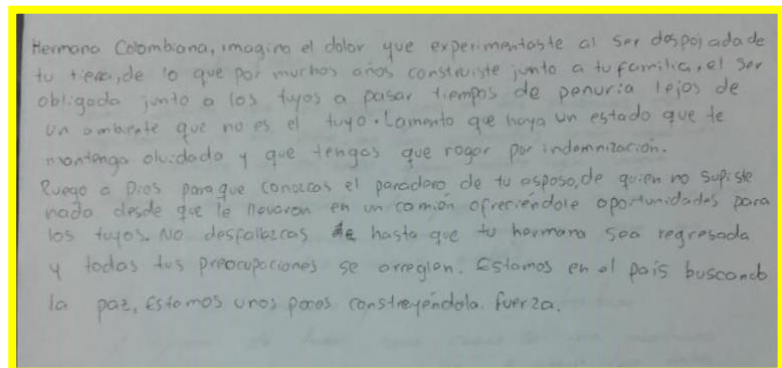 Hermana Colombiana, imagino el dolor que experimentaste al ser despojada de
tu tierra, de lo que por muchos años construiste junto a tu familia, el ser
obligada junto a los tuyos a pasar tiempos de penuria lejos de
un ambiente que no es el tuyo. Lamento que haya un estado que te
mantenga olvidada y que tengas que rogar por indemnización.
Ruego a Dios para que conozcas el paradero de tu esposo, de quien no supiste
nada desde que le llevaron en un camión ofreciéndole oportunidades para
los tuyos. No desfallezcas hasta que tu hermana sea regresada
y todas tus preocupaciones se arreglen. Estamos en el país buscando
la paz, estamos unos pocos construyéndola. fuerza.